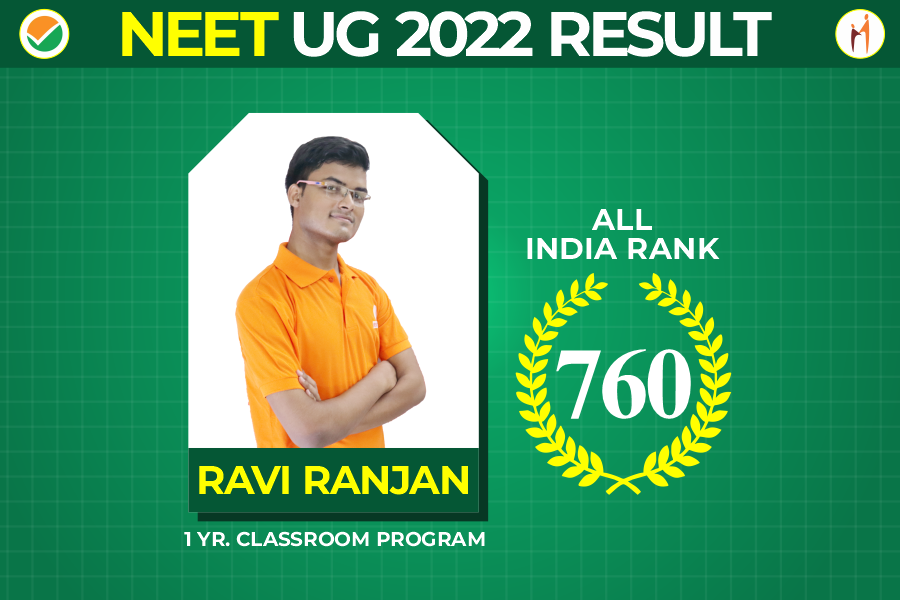 NEET UG 2022 RESULT
ALL
INDIA RANK
760
RAVI RANJAN
1 YR. CLASSROOM PROGRAM